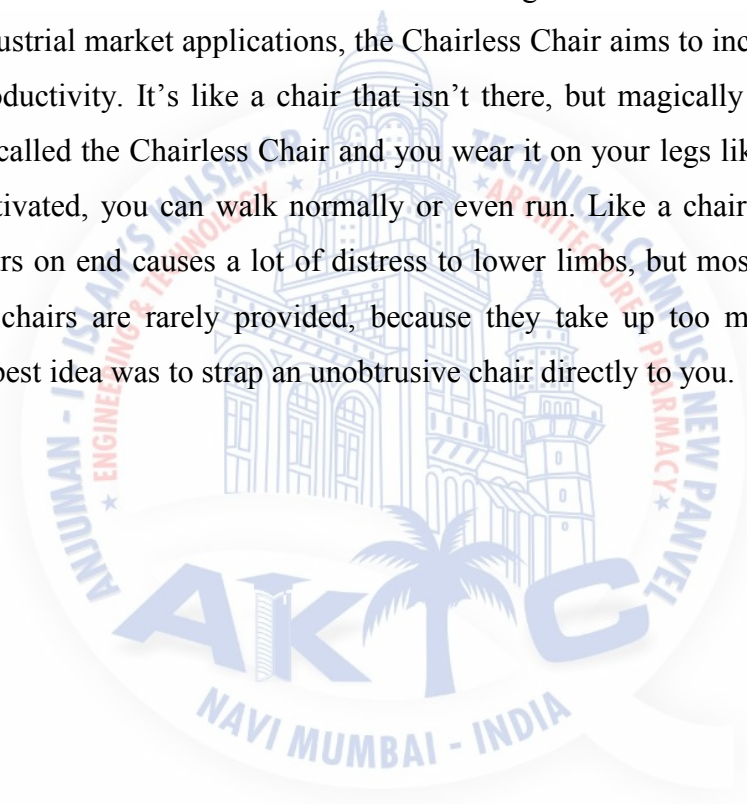 ustrial market applications, the Chairless Chair aims to inc
oductivity. It’s like a chair that isn’t there, but magically
called the Chairless Chair and you wear it on your legs lik
tivated, you can walk normally or even run. Like a chair
rs on end causes a lot of distress to lower limbs, but mos
chairs are rarely provided, because they take up too m
best idea was to strap an unobtrusive chair directly to you.
ANJUMAN - I - ISLAM'S KALSEKAR TECHNICAL CAMPUS NEW PANVEL
★ ENGINEERING & TECHNOLOGY ★ ★ ARCHITECTURE PHARMACY ★
AKTC
NAVI MUMBAI - INDIA